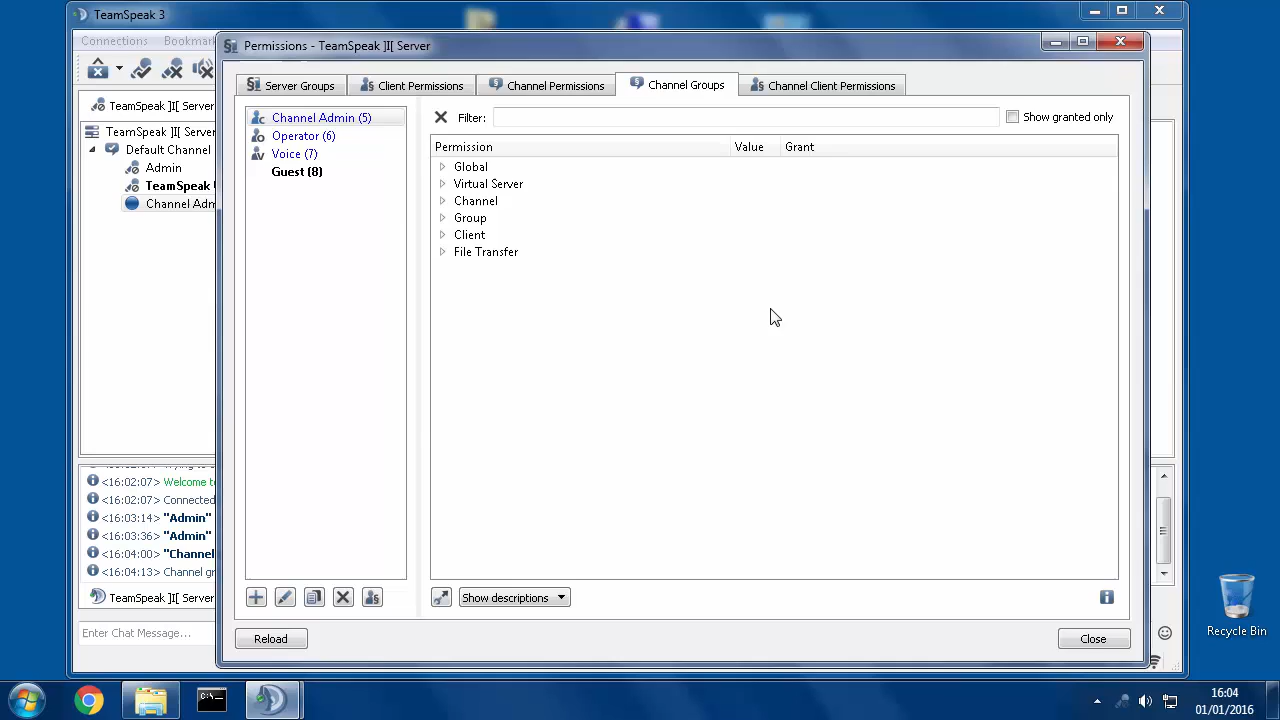 TeamSpeak 3
Connections Bookmark
Permissions - TeamSpeak ]I[ Server
Server Groups
Client Permissions
Channel Permissions
Channel Groups
Channel Client Permissions
TeamSpeak ]I[ Server
TeamSpeak ]I[ Server
Default Channel
Admin
TeamSpeak
Channel Adm
Channel Admin (5)
Operator (6)
Voice (7)
Guest (8)
Filter:
Show granted only
Permission Value Grant
Global
Virtual Server
Channel
Group
Client
File Transfer
<16:02:07> Welcome to
<16:02:07> Connected
<16:03:14> "Admin"
<16:03:36> "Admin"
<16:04:00> "Channel
<16:04:13> Channel gr
TeamSpeak ]I[ Server
Enter Chat Message...
Show descriptions
Reload
Close
Recycle Bin
C:\.
16:04
01/01/2016